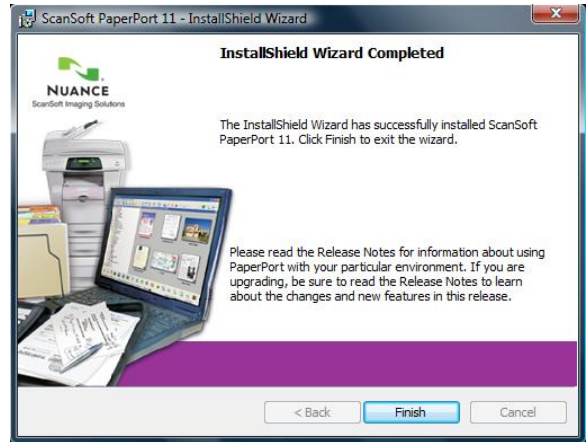 ScanSoft PaperPort 11 - InstallShield Wizard
InstallShield Wizard Completed
NUANCE
ScanSoft Imaging Solutions
The InstallShield Wizard has successfully installed ScanSoft
PaperPort 11. Click Finish to exit the wizard.
Please read the Release Notes for information about using
PaperPort with your particular environment. If you are
upgrading, be sure to read the Release Notes to learn
about the changes and new features in this release.
< Back
Finish
Cancel